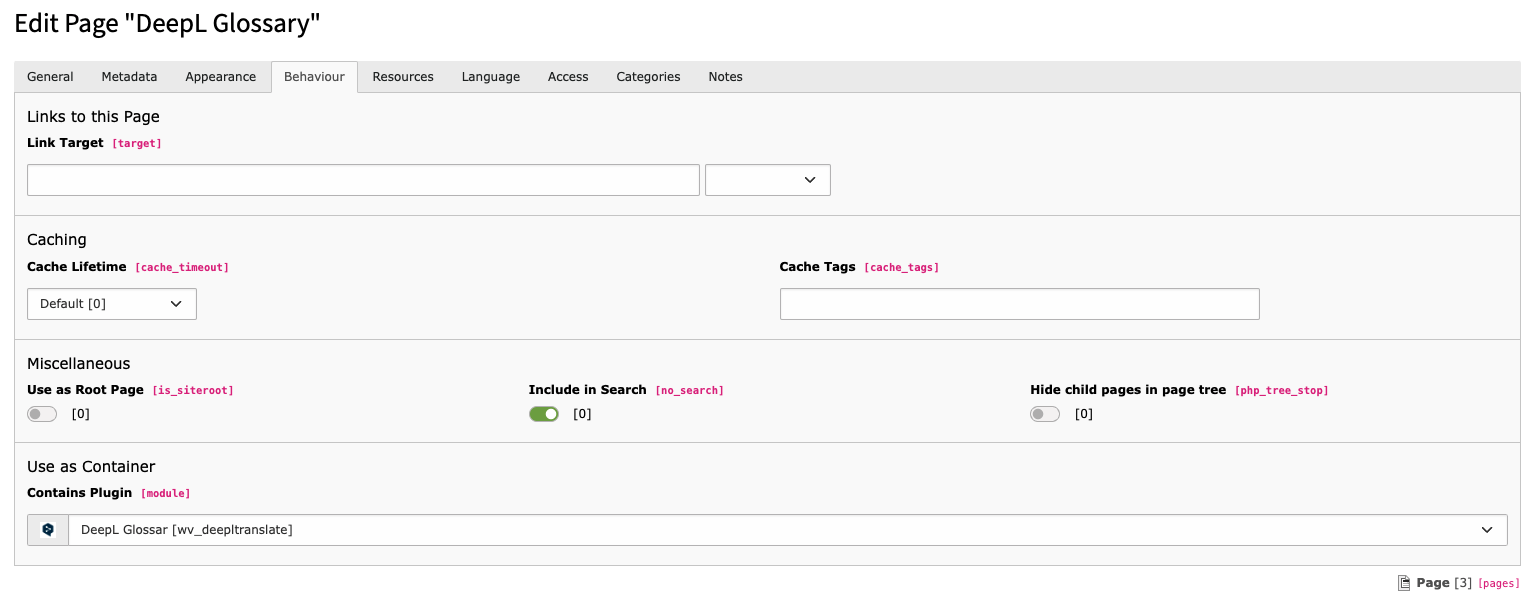 Edit Page "DeepL Glossary"
General Metadata Appearance Behaviour Resources Language Access Categories Notes
Links to this Page
Link Target [target]
Caching
Cache Lifetime [cache_timeout] Cache Tags [cache_tags]
Default [0]
Miscellaneous
Use as Root Page [is_siteroot] Include in Search [no_search] Hide child pages in page tree [php_tree_stop]
[0] [0] [0]
Use as Container
Contains Plugin [module]
DeepL Glossar [wv_deepltranslate]
Page [3] [pages]